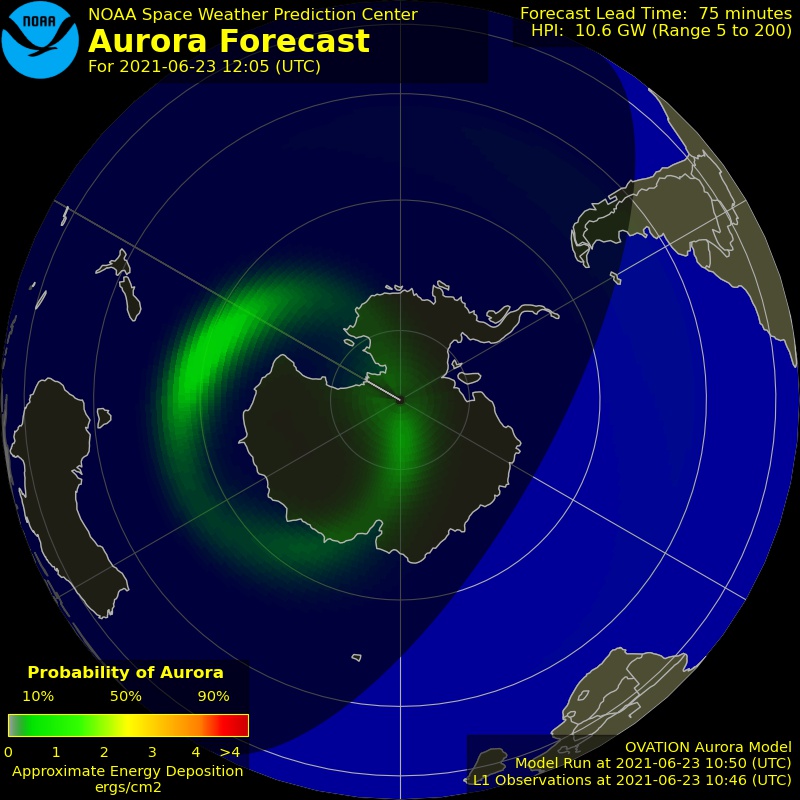 NOAA
NOAA Space Weather Prediction Center
Aurora Forecast
For 2021-06-23 12:05 (UTC)
Forecast Lead Time: 75 minutes
HPI: 10.6 GW (Range 5 to 200)
Probability of Aurora
10% 50% 90%
0 1 2 3 4 >4
Approximate Energy Deposition
ergs/cm2
OVATION Aurora Model
Model Run at 2021-06-23 10:50 (UTC)
L1 Observations at 2021-06-23 10:46 (UTC)